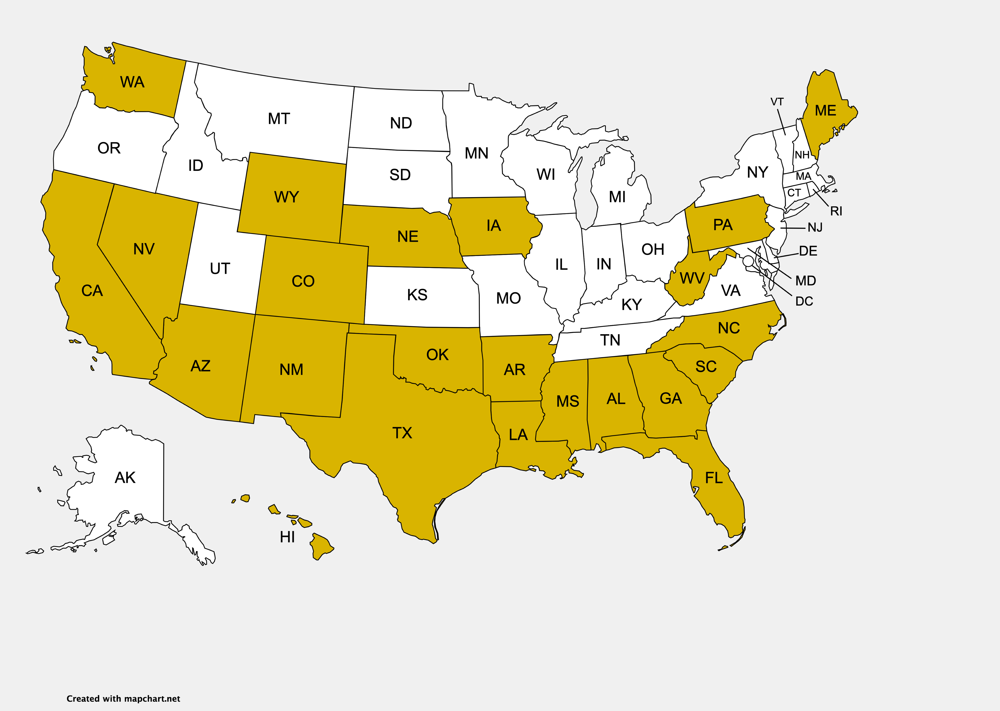 WA
MT
ND
VT
ME
OR
ID
MN
NH
SD
WI
NY
MA
WY
MI
CT
RI
NE
IA
PA
NJ
NV
OH
DE
UT
CO
IL
IN
WV
MD
CA
KS
MO
KY
VA
DC
TN
NC
AZ
NM
OK
AR
SC
MS
AL
GA
TX
LA
AK
FL
HI
Created with mapchart.net